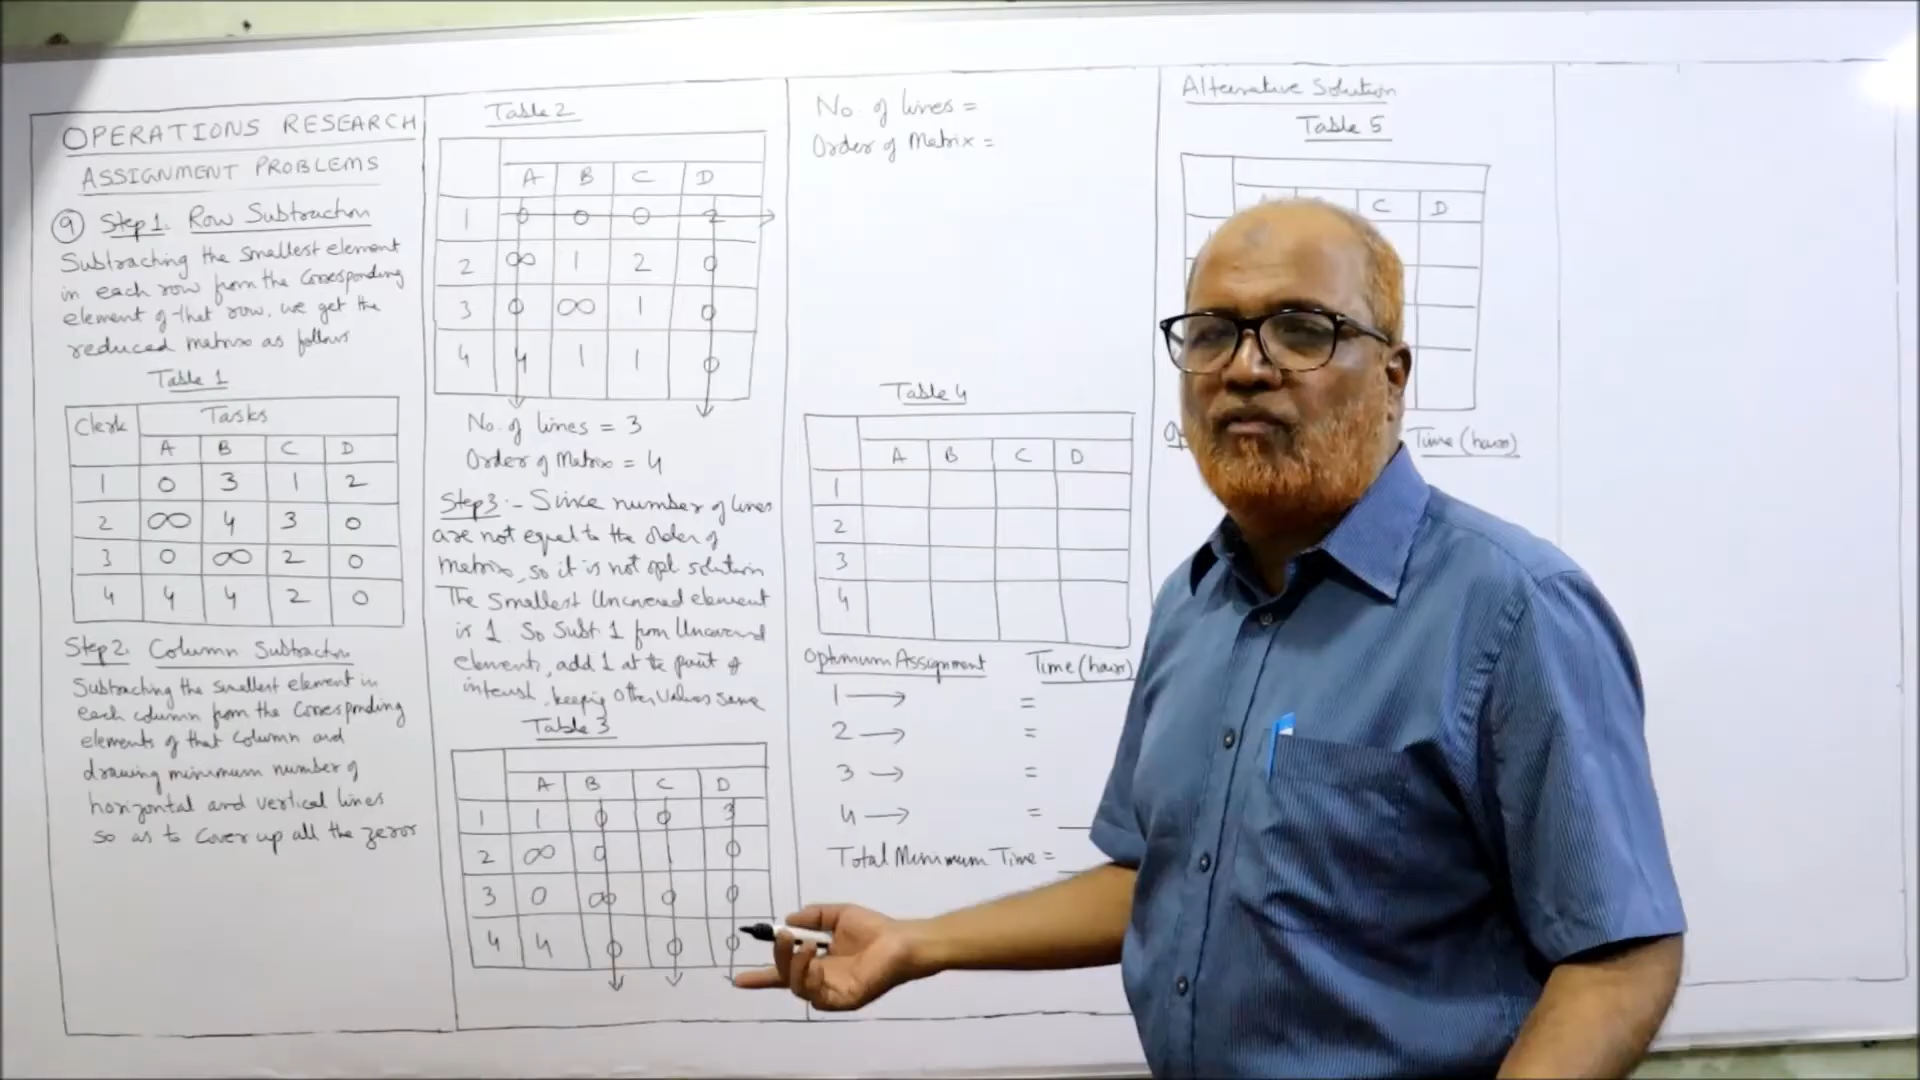 OPERATIONS RESEARCH
ASSIGNMENT PROBLEMS
9 Step 1. Row Subtraction
Subtracting the smallest element
in each row from the corresponding
element of that row, we get the
reduced matrix as follows
Table 1
Clerk Tasks
A B C D
1 0 3 1 2
2 ∞ 4 3 0
3 0 ∞ 2 0
4 4 4 2 0
Step 2. Column Subtraction
Subtracting the smallest element in
each column from the corresponding
elements of that column and
drawing minimum number of
horizontal and vertical lines
so as to cover up all the zeros
Table 2
A B C D
1 0 0 0 2
2 ∞ 1 2 0
3 0 ∞ 1 0
4 4 1 1 0
No. of lines = 3
Order of Matrix = 4
Step 3 :- Since number of lines
are not equal to the order of
matrix, so it is not opt solution
The smallest Uncovered element
is 1. So Subt 1 from Uncovered
elements, add 1 at the point of
keeping other values same
Table 3
A B C D
1 1 0 0 3
2 ∞ 0 1 0
3 0 ∞ 0 0
4 4 0 0 0
No. of lines =
Order of Matrix =
Table 4
A B C D
1
2
3
4
Optimum Assignment Time (hours)
1 → =
2 → =
3 → =
4 → =
Total Minimum Time =
Alternative Solution
Table 5
C D
Time (hours)